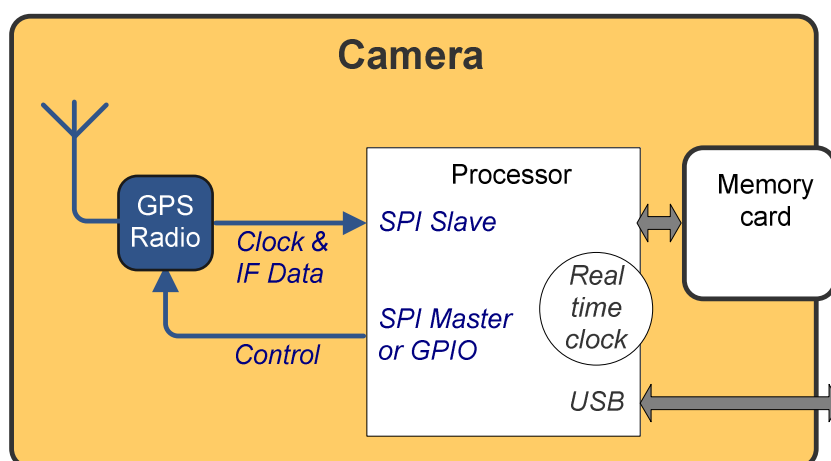 Camera
GPS
Radio
Clock &
IF Data
Control
Processor
SPI Slave
SPI Master
or GPIO
Real
time
clock
USB
Memory
card